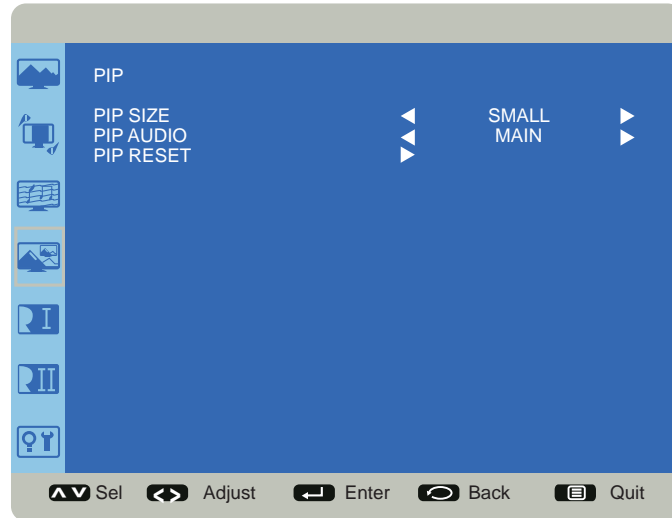 PIP
PIP SIZE SMALL
PIP AUDIO MAIN
PIP RESET
Sel Adjust Enter Back Quit